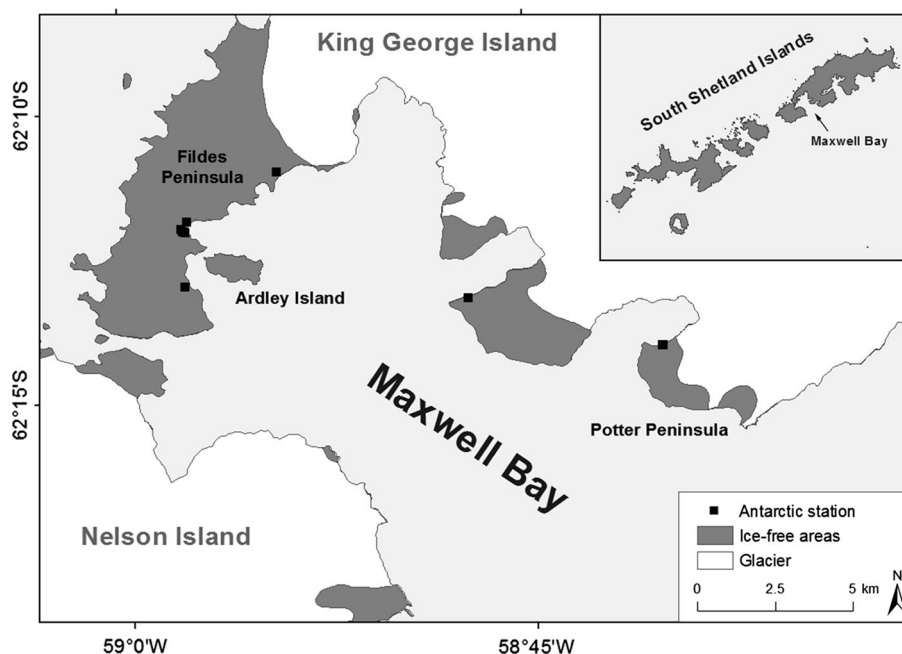 King George Island
South Shetland Islands
Maxwell Bay
62°10'S
Fildes
Peninsula
Ardley Island
Maxwell Bay
62°15'S
Potter Peninsula
Nelson Island
Antarctic station
Ice-free areas
Glacier
N
0 2.5 5 km
59°0'W
58°45'W